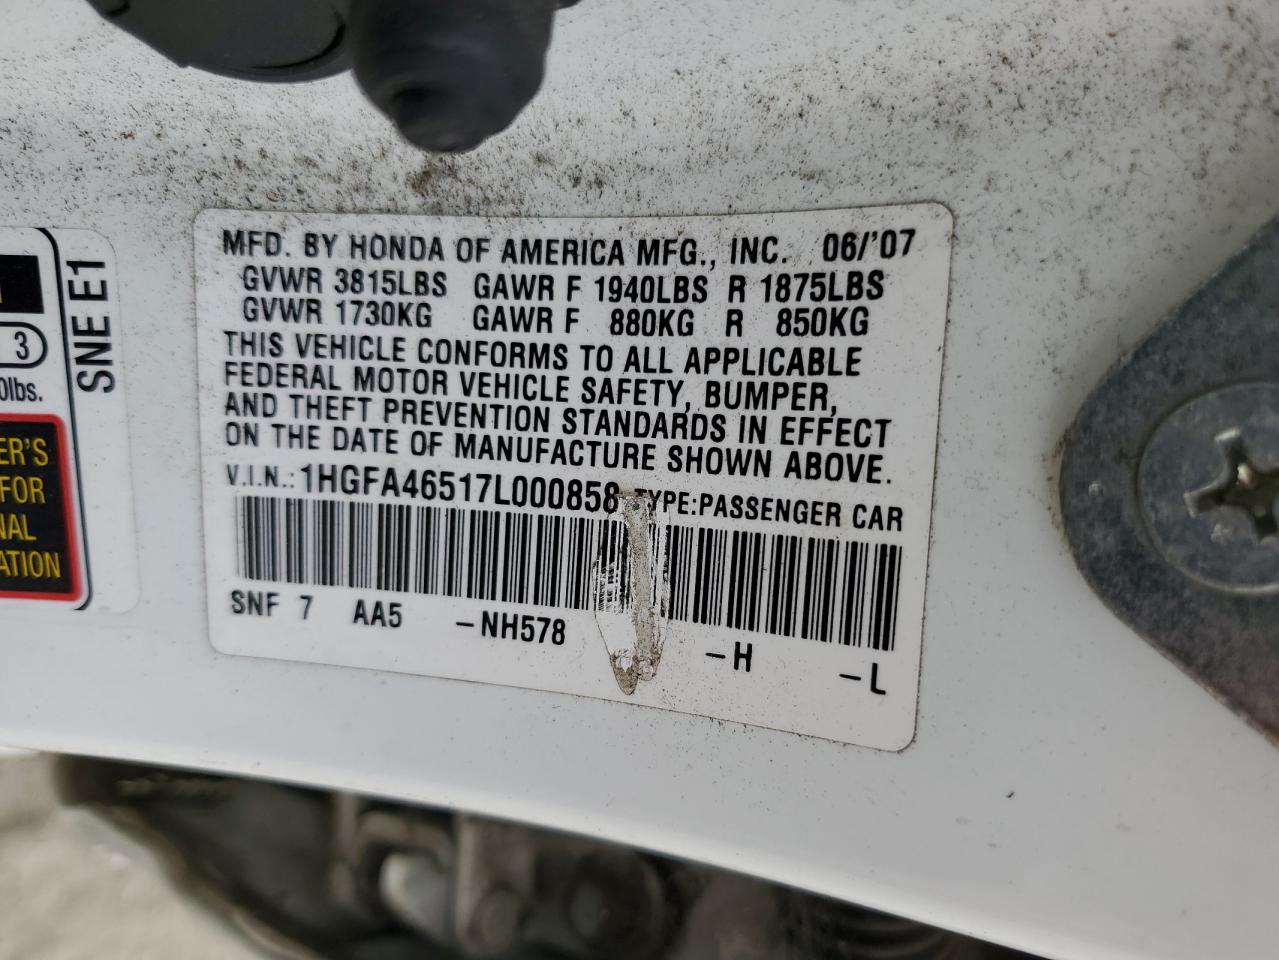 MFD. BY HONDA OF AMERICA MFG., INC. 06/'07
GVWR 3815LBS GAWR F 1940LBS R 1875LBS
GVWR 1730KG GAWR F 880KG R 850KG
THIS VEHICLE CONFORMS TO ALL APPLICABLE
FEDERAL MOTOR VEHICLE SAFETY, BUMPER,
AND THEFT PREVENTION STANDARDS IN EFFECT
ON THE DATE OF MANUFACTURE SHOWN ABOVE.
V.I.N.: 1HGFA46517L000858 TYPE:PASSENGER CAR
SNF 7 AA5 -NH578 -H -L
SNE E1
3
0lbs.
ER'S
FOR
NAL
ATION